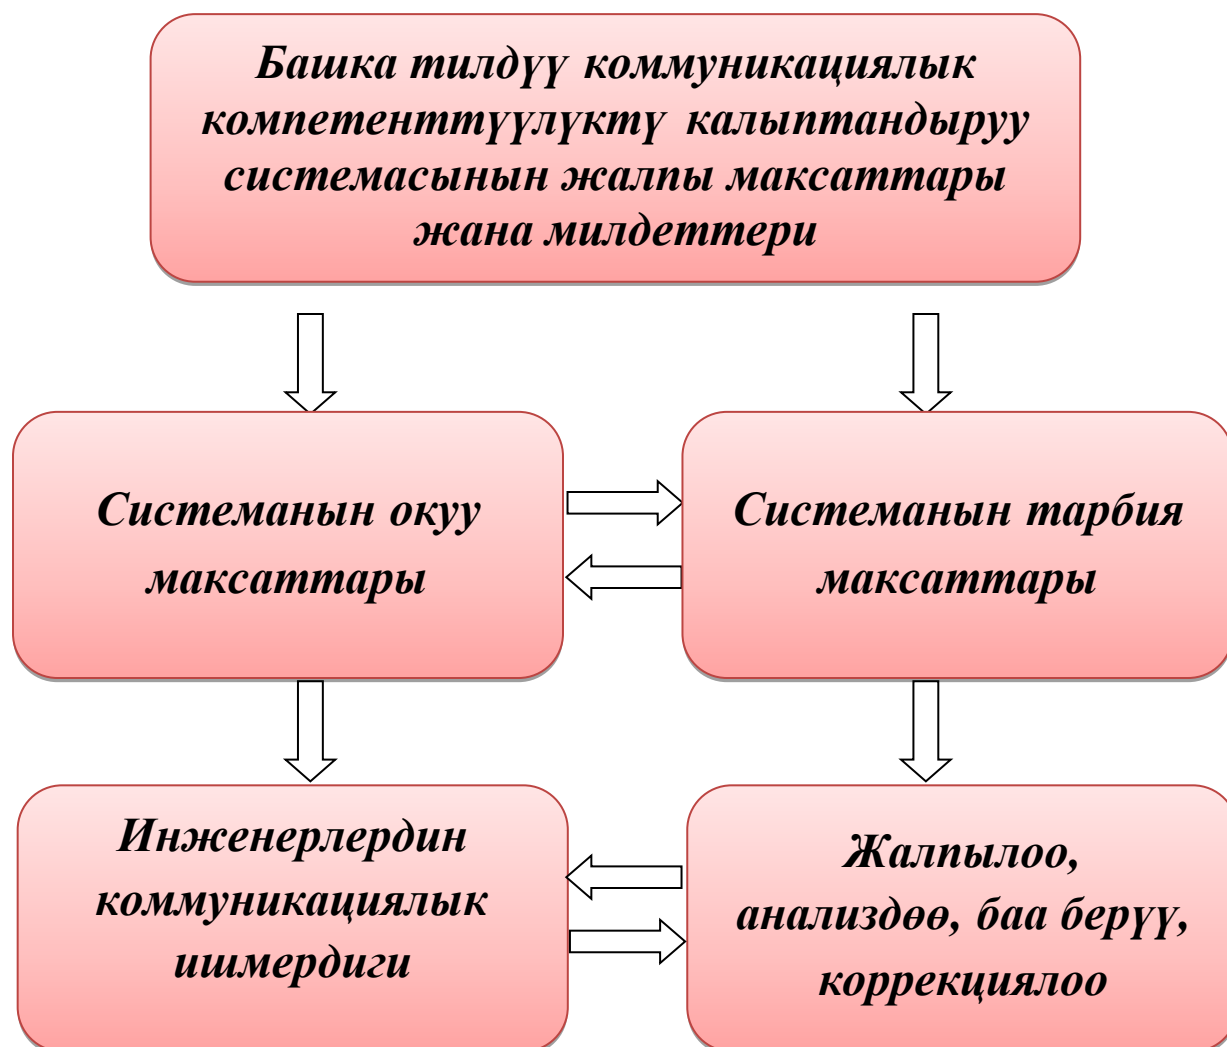 Башка тилдүү коммуникациялык
компетенттүүлүктү калыптандыруу
системасынын жалпы максаттары
жана милдеттери
Системанын окуу
максаттары
Системанын тарбия
максаттары
Инженерлердин
коммуникациялык
ишмердиги
Жалпылоо,
анализдөө, баа берүү,
коррекциялоо